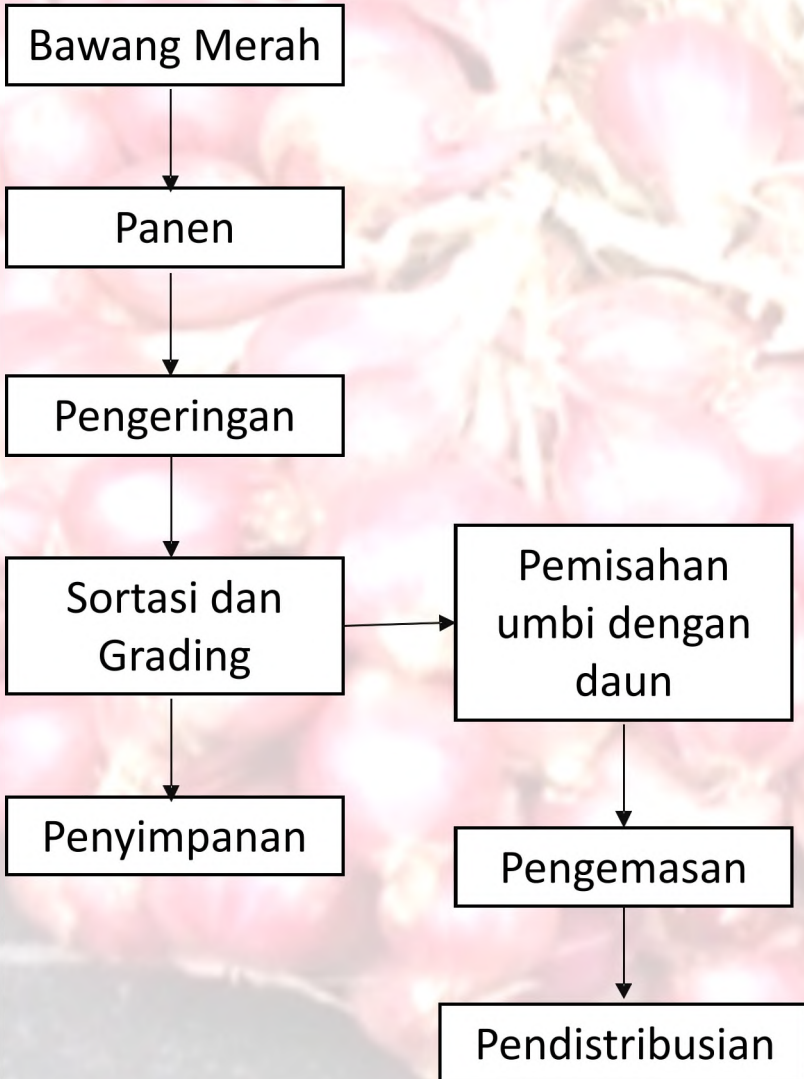 Bawang Merah
Panen
Pengeringan
Sortasi dan
Grading
Penyimpanan
Pemisahan
umbi dengan
daun
Pengemasan
Pendistribusian